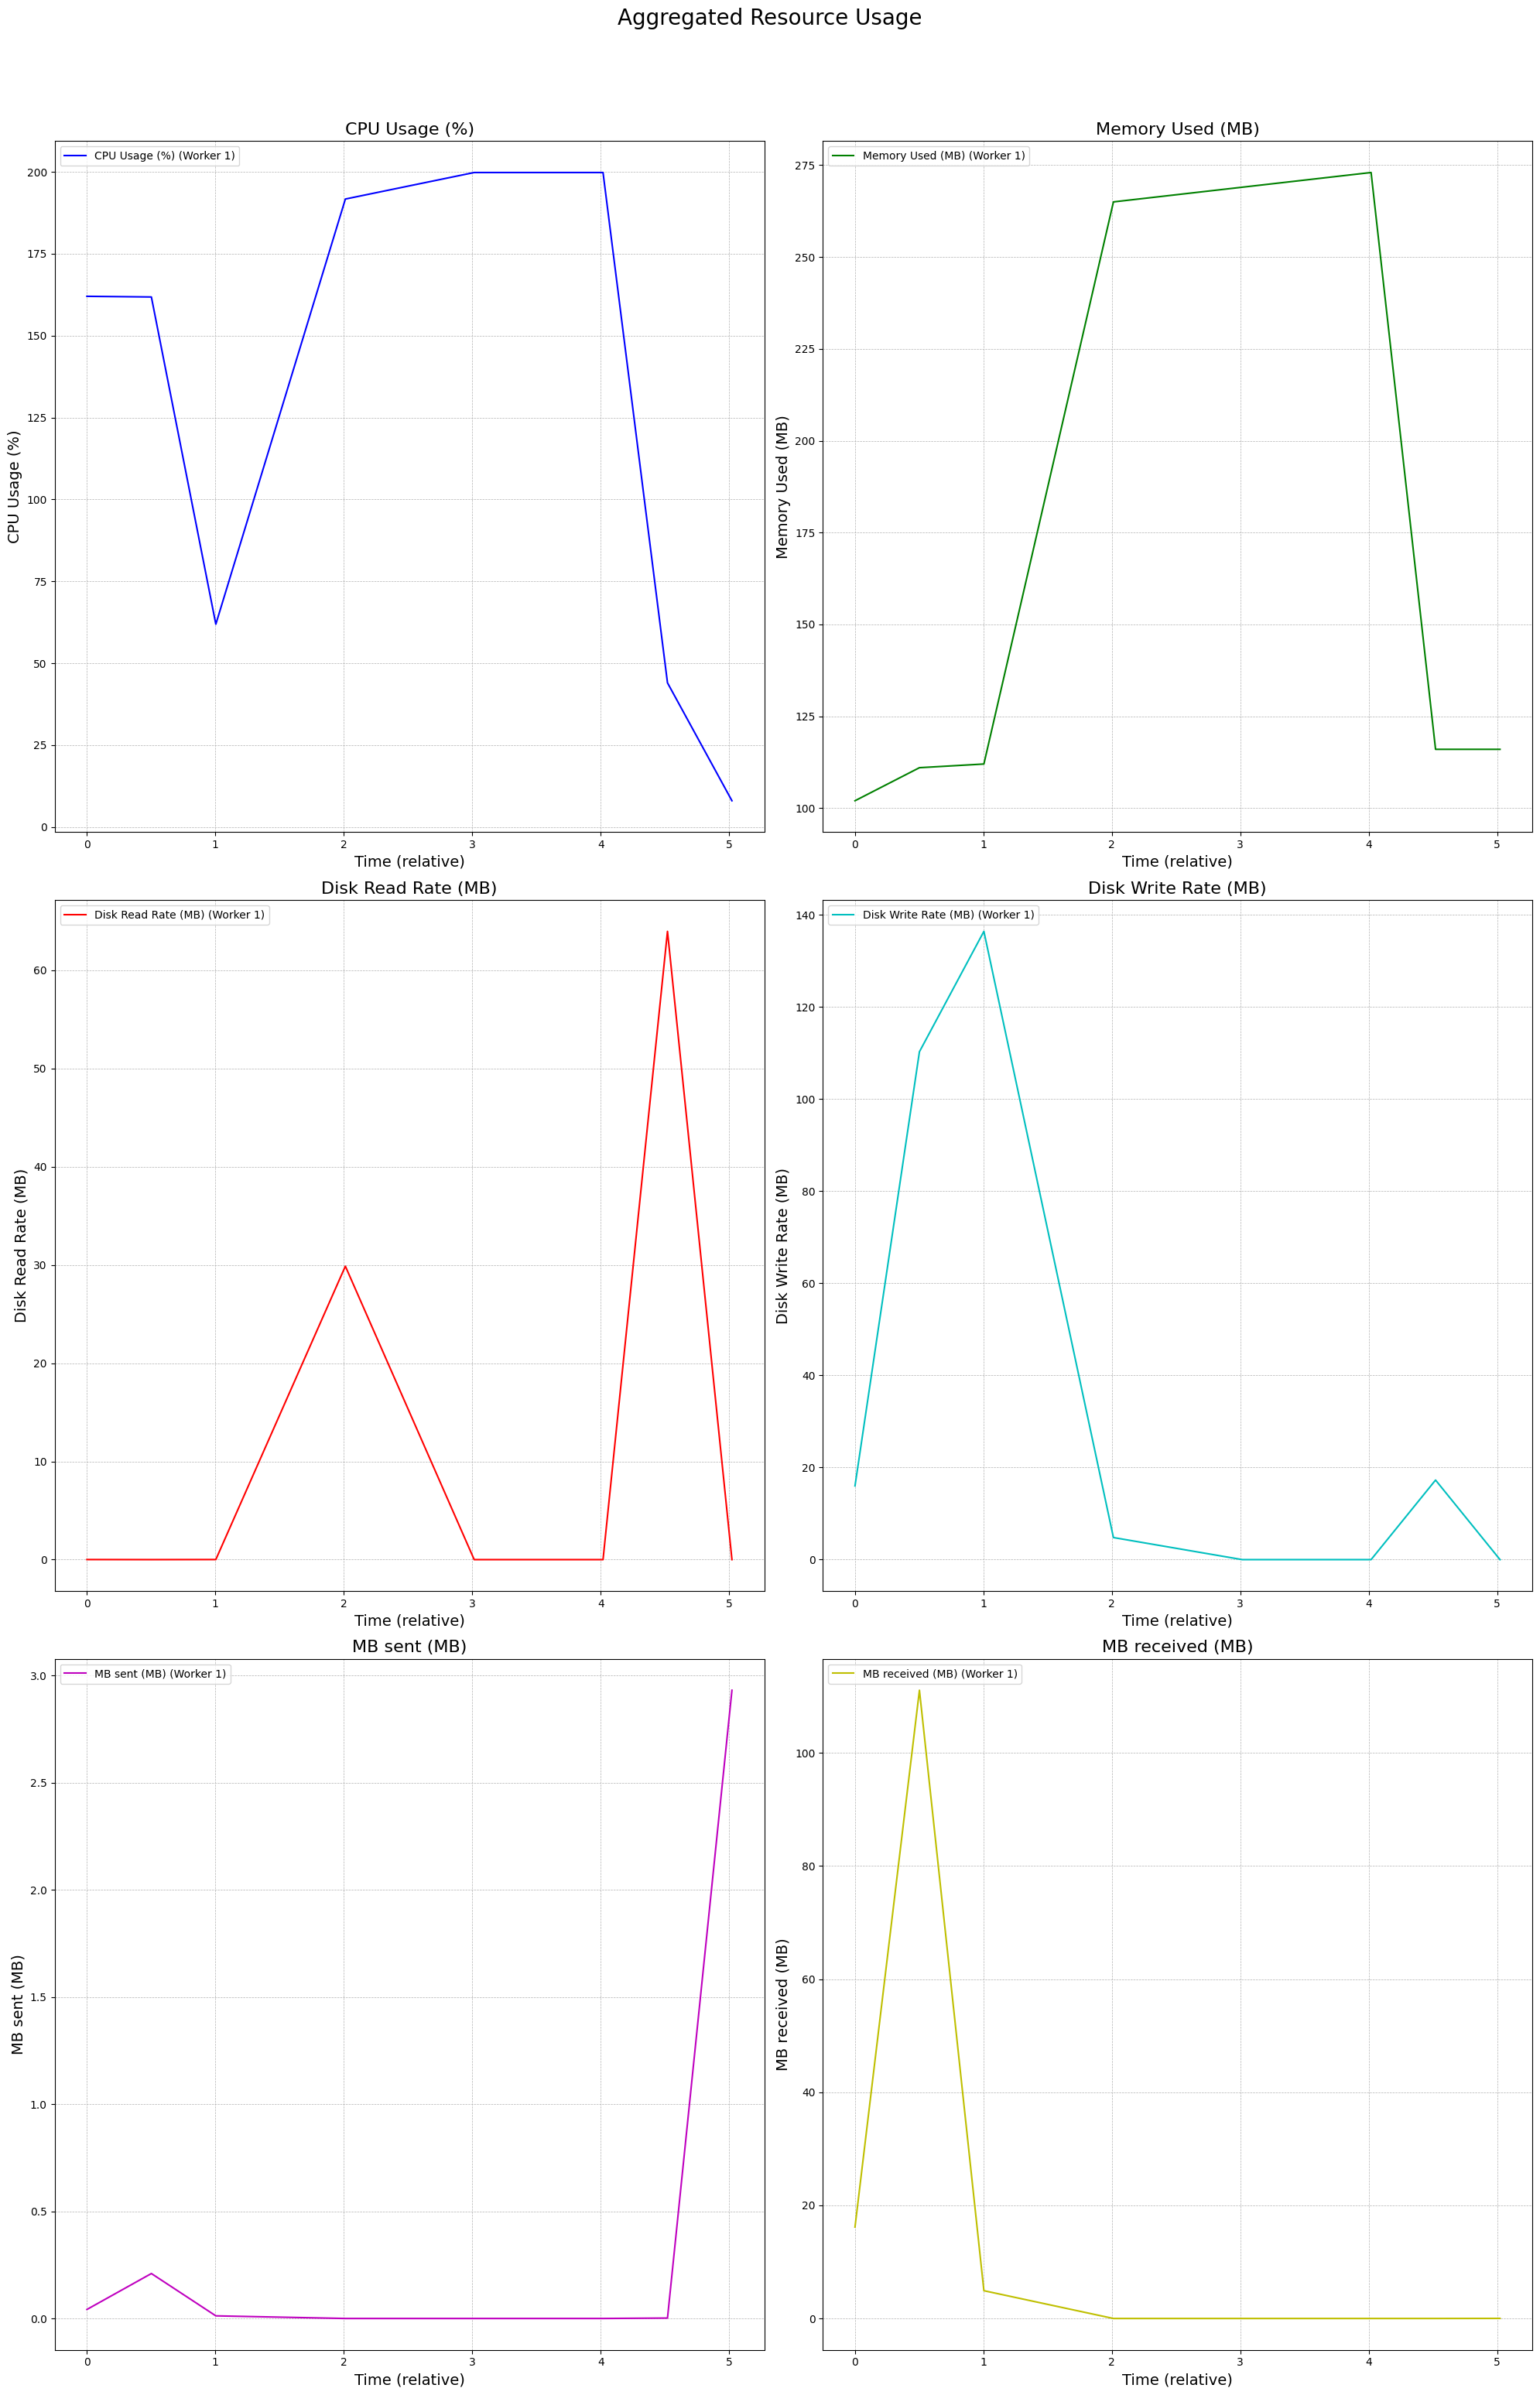 Aggregated Resource Usage
CPU Usage (%)
CPU Usage (%) (Worker 1)
200
175
150
125
100
75
50
25
0
CPU Usage (%)
0 1 2 3 4 5
Time (relative)
Memory Used (MB)
Memory Used (MB) (Worker 1)
275
250
225
200
175
150
125
100
Memory Used (MB)
0 1 2 3 4 5
Time (relative)
Disk Read Rate (MB)
Disk Read Rate (MB) (Worker 1)
60
50
40
30
20
10
0
Disk Read Rate (MB)
0 1 2 3 4 5
Time (relative)
Disk Write Rate (MB)
Disk Write Rate (MB) (Worker 1)
140
120
100
80
60
40
20
0
Disk Write Rate (MB)
0 1 2 3 4 5
Time (relative)
MB sent (MB)
MB sent (MB) (Worker 1)
3.0
2.5
2.0
1.5
1.0
0.5
0.0
MB sent (MB)
0 1 2 3 4 5
Time (relative)
MB received (MB)
MB received (MB) (Worker 1)
100
80
60
40
20
0
MB received (MB)
0 1 2 3 4 5
Time (relative)